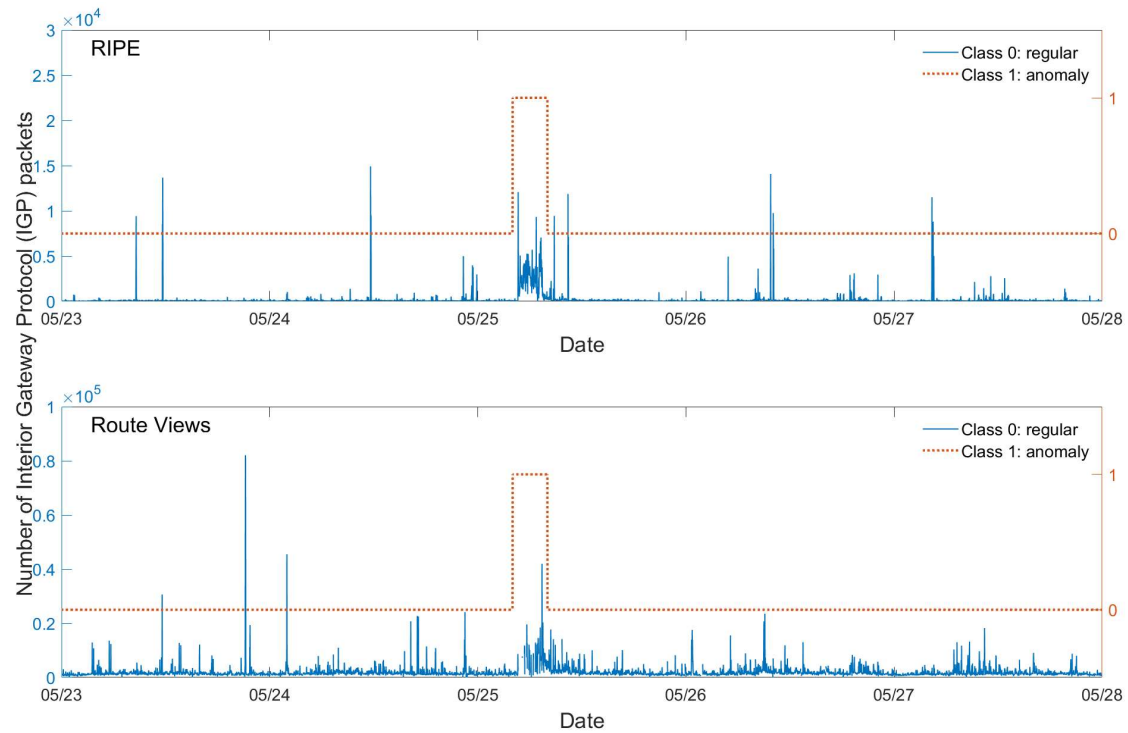 Number of Interior Gateway Protocol (IGP) packets
×10⁴
RIPE
Class 0: regular
Class 1: anomaly
3
2.5
2
1.5
1
0.5
0
1
0
05/23 05/24 05/25 05/26 05/27 05/28
Date
×10⁵
Route Views
Class 0: regular
Class 1: anomaly
1
0.8
0.6
0.4
0.2
0
1
0
05/23 05/24 05/25 05/26 05/27 05/28
Date